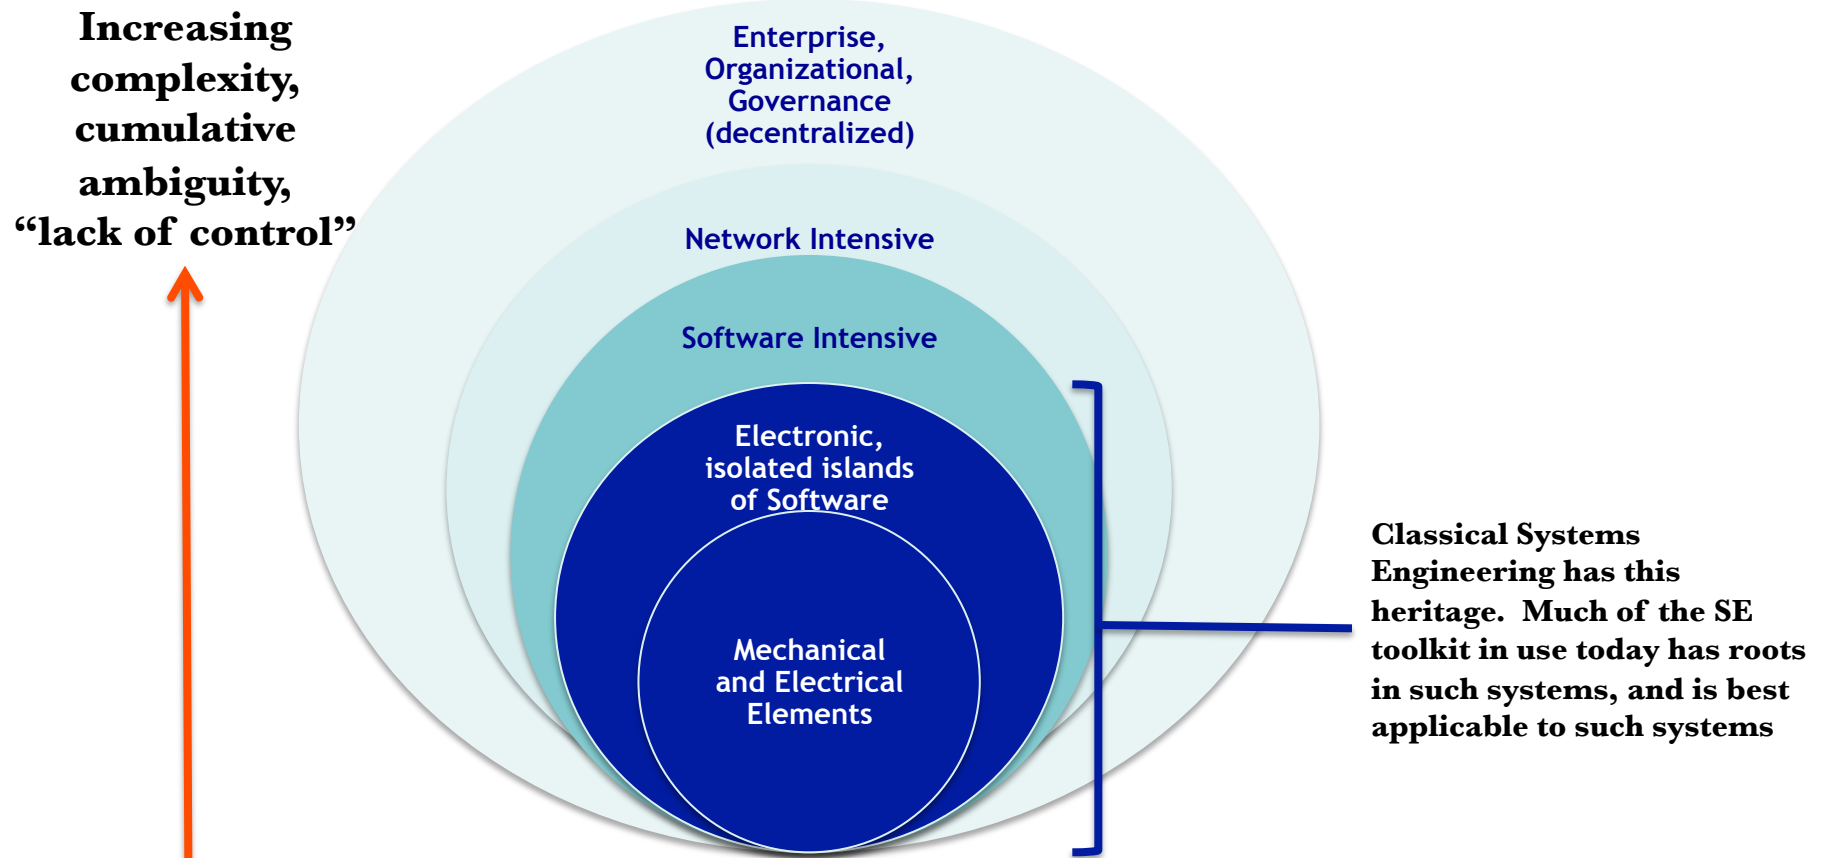 Increasing
complexity,
cumulative
ambiguity,
“lack of control”
Enterprise,
Organizational,
Governance
(decentralized)
Network Intensive
Software Intensive
Electronic,
isolated islands
of Software
Mechanical
and Electrical
Elements
Classical Systems
Engineering has this
heritage.  Much of the SE
toolkit in use today has roots
in such systems, and is best
applicable to such systems